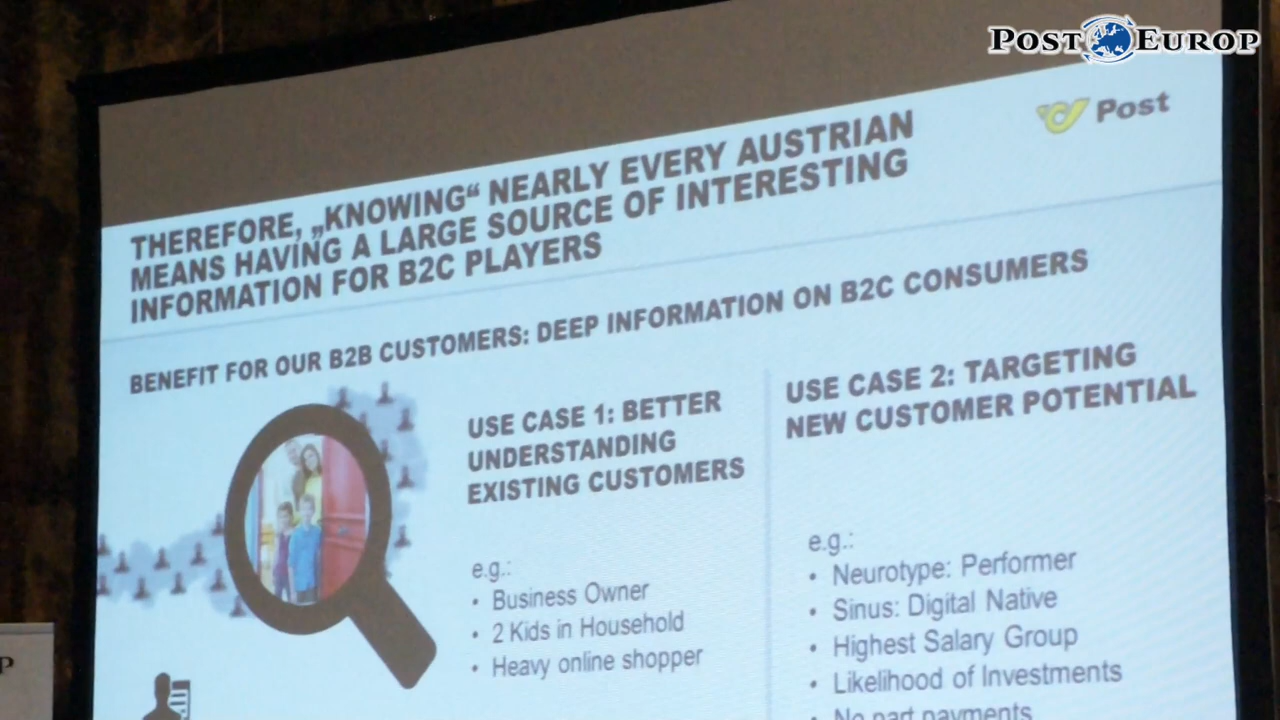 POST EUROP
Post
THEREFORE, „KNOWING“ NEARLY EVERY AUSTRIAN
MEANS HAVING A LARGE SOURCE OF INTERESTING
INFORMATION FOR B2C PLAYERS
BENEFIT FOR OUR B2B CUSTOMERS: DEEP INFORMATION ON B2C CONSUMERS
USE CASE 1: BETTER
UNDERSTANDING
EXISTING CUSTOMERS
e.g.:
• Business Owner
• 2 Kids in Household
• Heavy online shopper
USE CASE 2: TARGETING
NEW CUSTOMER POTENTIAL
e.g.:
• Neurotype: Performer
• Sinus: Digital Native
• Highest Salary Group
• Likelihood of Investments
• No part payments
P